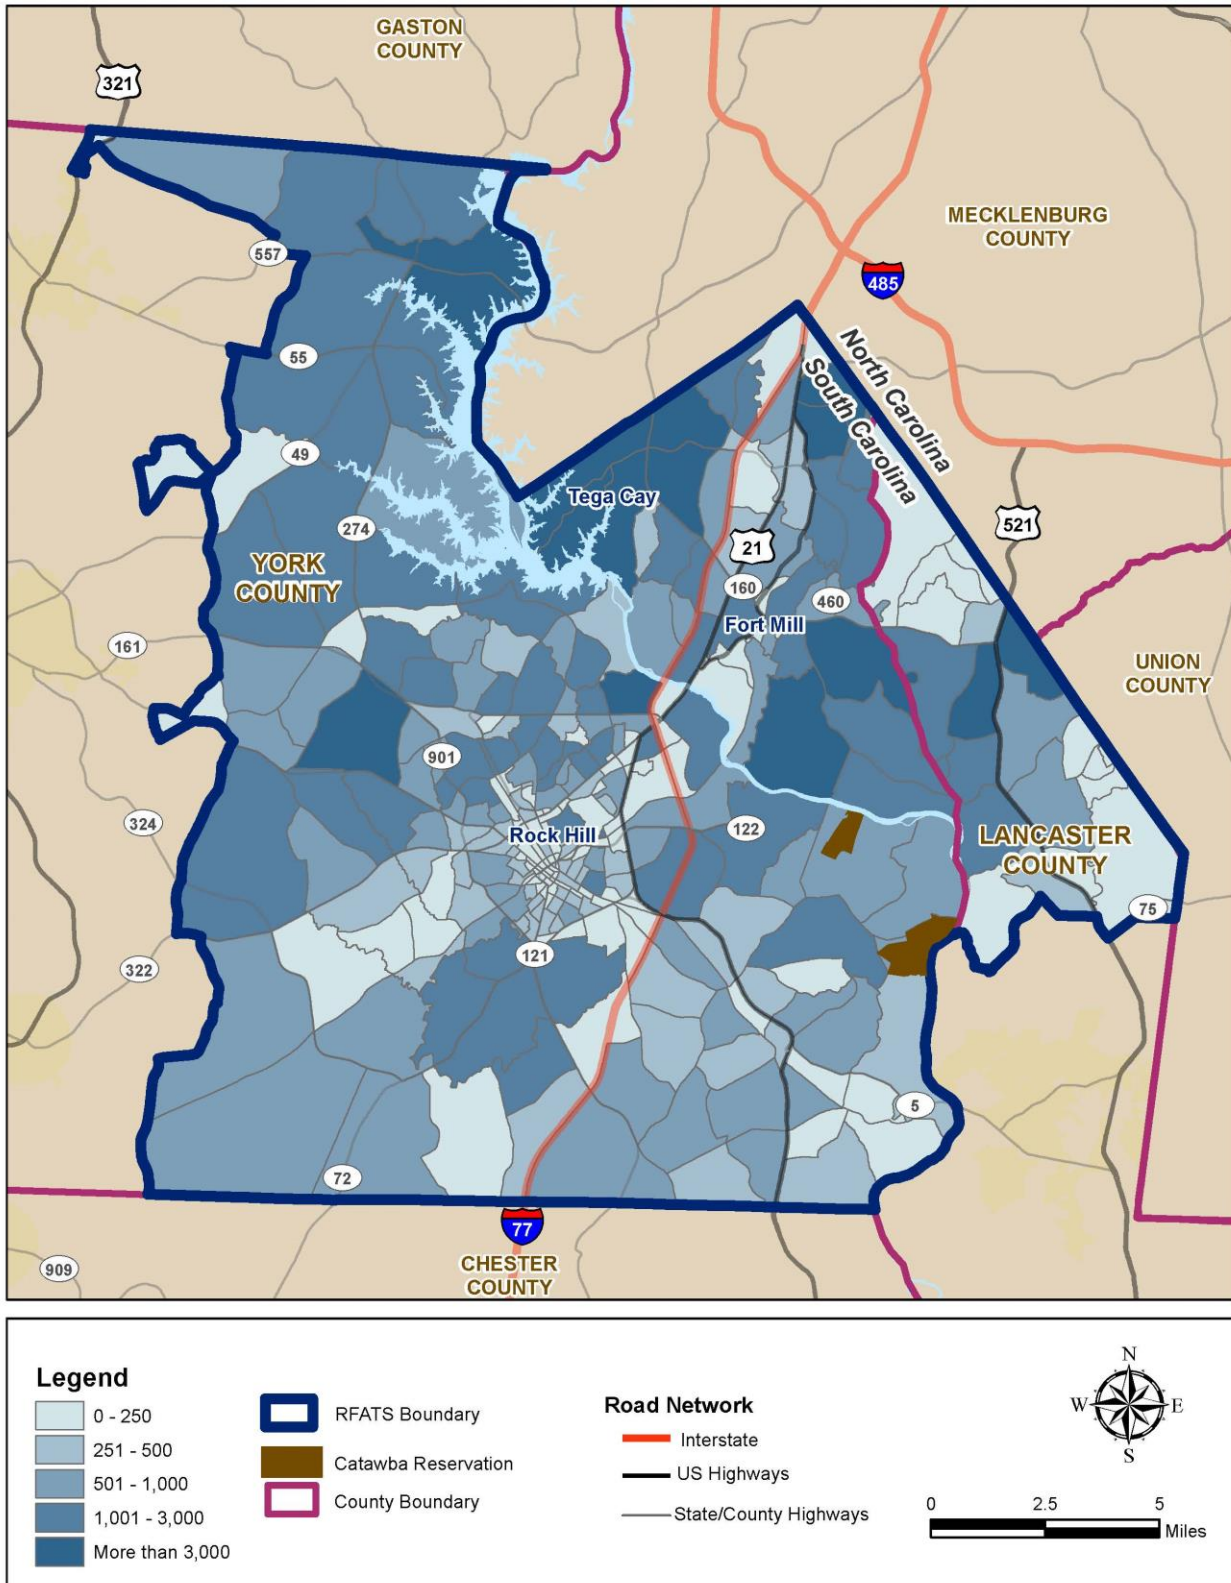 GASTON
COUNTY
321
MECKLENBURG
COUNTY
557
485
55
North Carolina
South Carolina
49
Tega Cay
521
274
21
YORK
COUNTY
160
460
Fort Mill
161
UNION
COUNTY
901
324
Rock Hill
122
LANCASTER
COUNTY
75
121
322
5
72
77
CHESTER
COUNTY
909
Legend
0 - 250
251 - 500
501 - 1,000
1,001 - 3,000
More than 3,000
RFATS Boundary
Catawba Reservation
County Boundary
Road Network
Interstate
US Highways
State/County Highways
N
W E
S
0 2.5 5
Miles